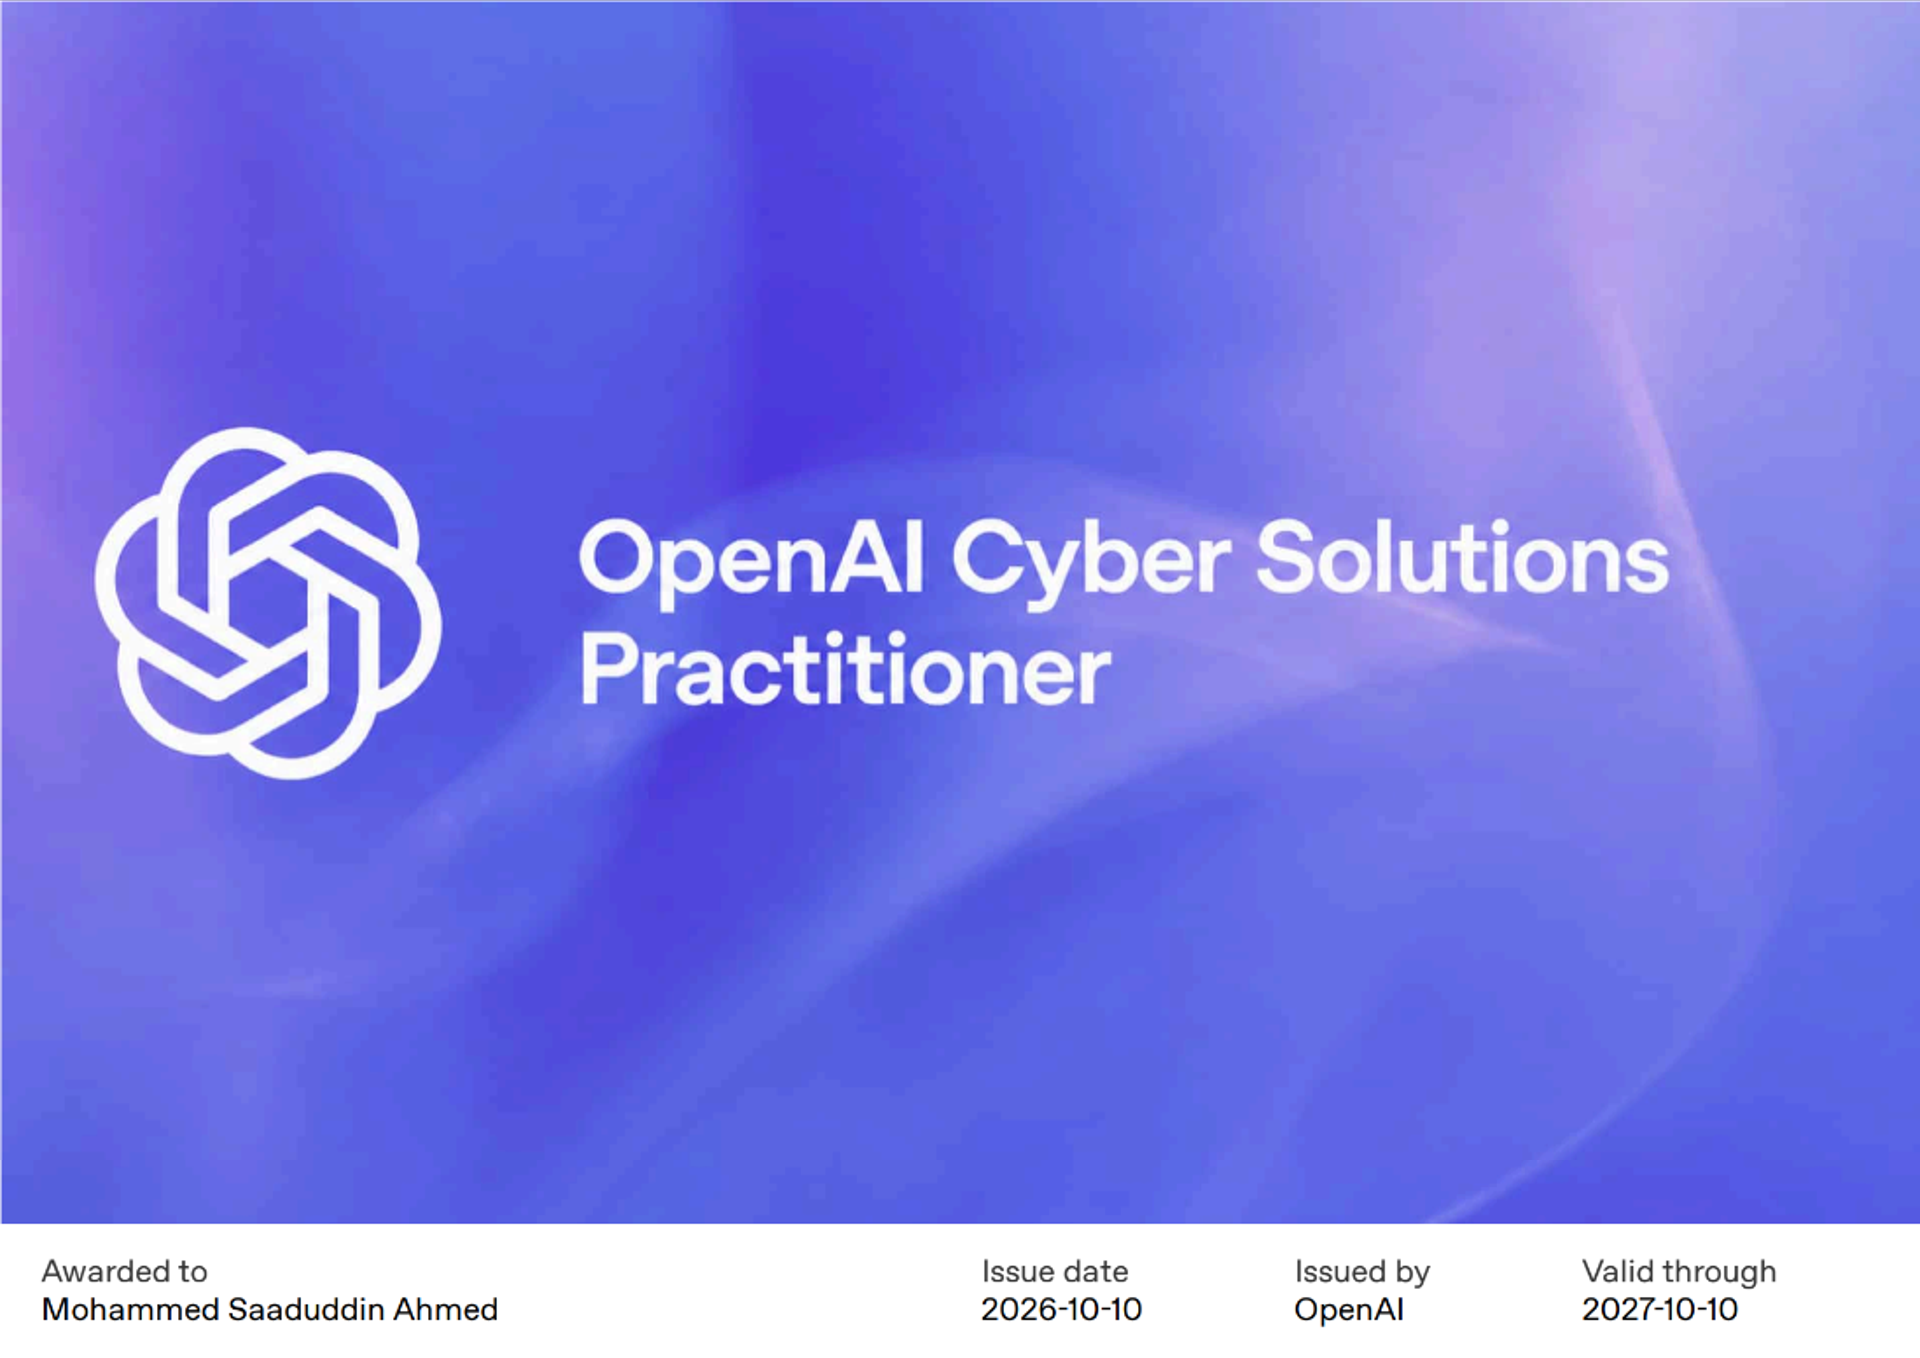 OpenAI Cyber Solutions
Practitioner
Awarded to
Mohammed Saaduddin Ahmed
Issue date
2026-10-10
Issued by
OpenAI
Valid through
2027-10-10